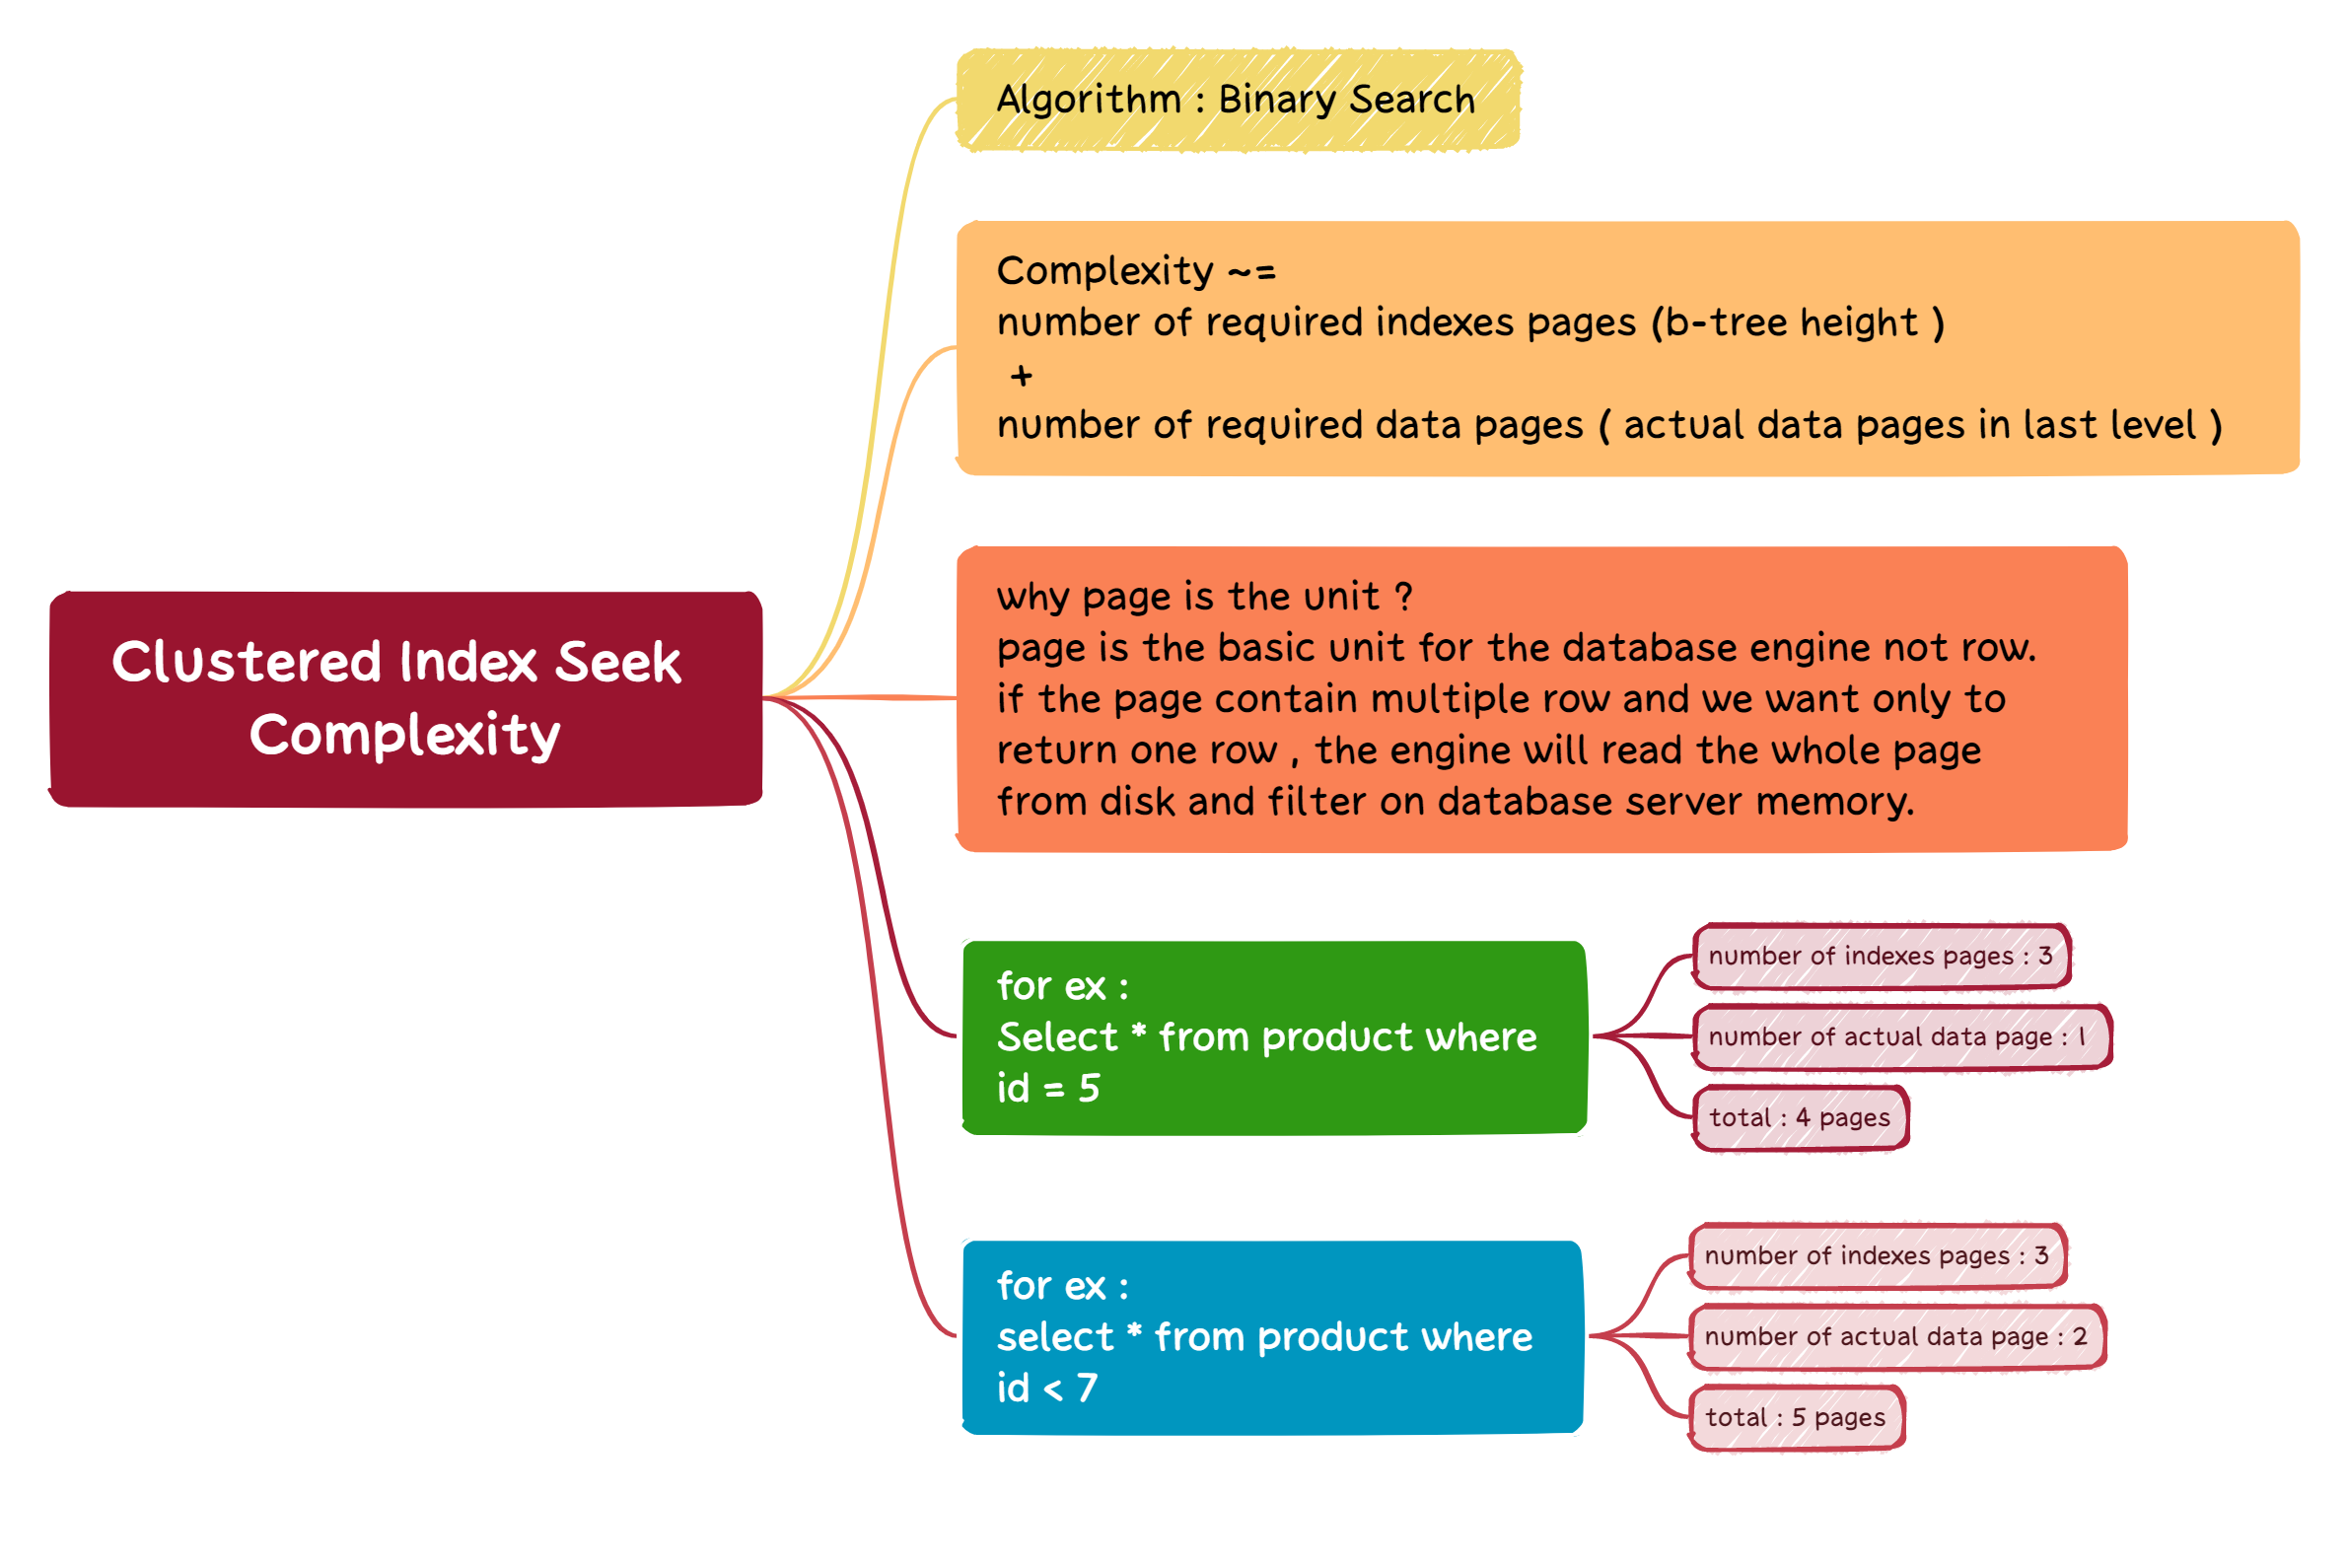 Clustered Index Seek
Complexity
Algorithm : Binary Search
Complexity ~=
number of required indexes pages (b-tree height )
+
number of required data pages ( actual data pages in last level )
why page is the unit ?
page is the basic unit for the database engine not row.
if the page contain multiple row and we want only to
return one row , the engine will read the whole page
from disk and filter on database server memory.
for ex :
Select * from product where
id = 5
number of indexes pages : 3
number of actual data page : 1
total : 4 pages
for ex :
select * from product where
id < 7
number of indexes pages : 3
number of actual data page : 2
total : 5 pages